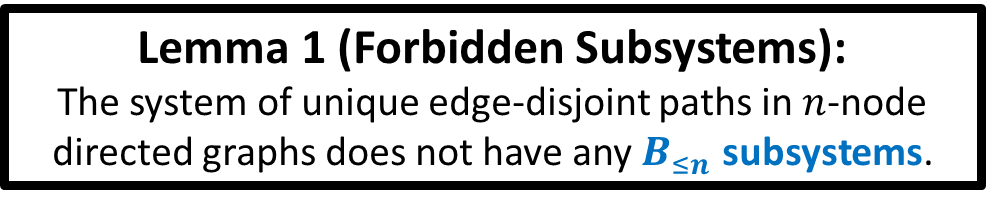 Lemma 1 (Forbidden Subsystems):
The system of unique edge-disjoint paths in n-node
directed graphs does not have any B≤n subsystems.